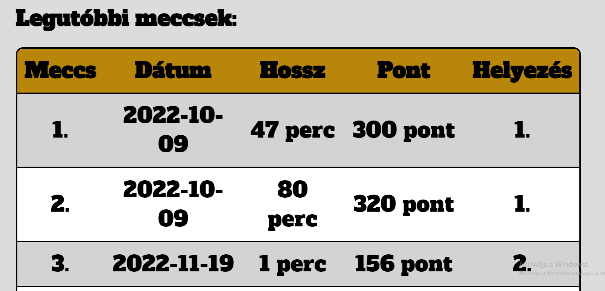 Legutóbbi meccsek:
Meccs Dátum Hossz Pont Helyezés
1. 2022-10-09 47 perc 300 pont 1.
2. 2022-10-09 80 perc 320 pont 1.
3. 2022-11-19 1 perc 156 pont 2.